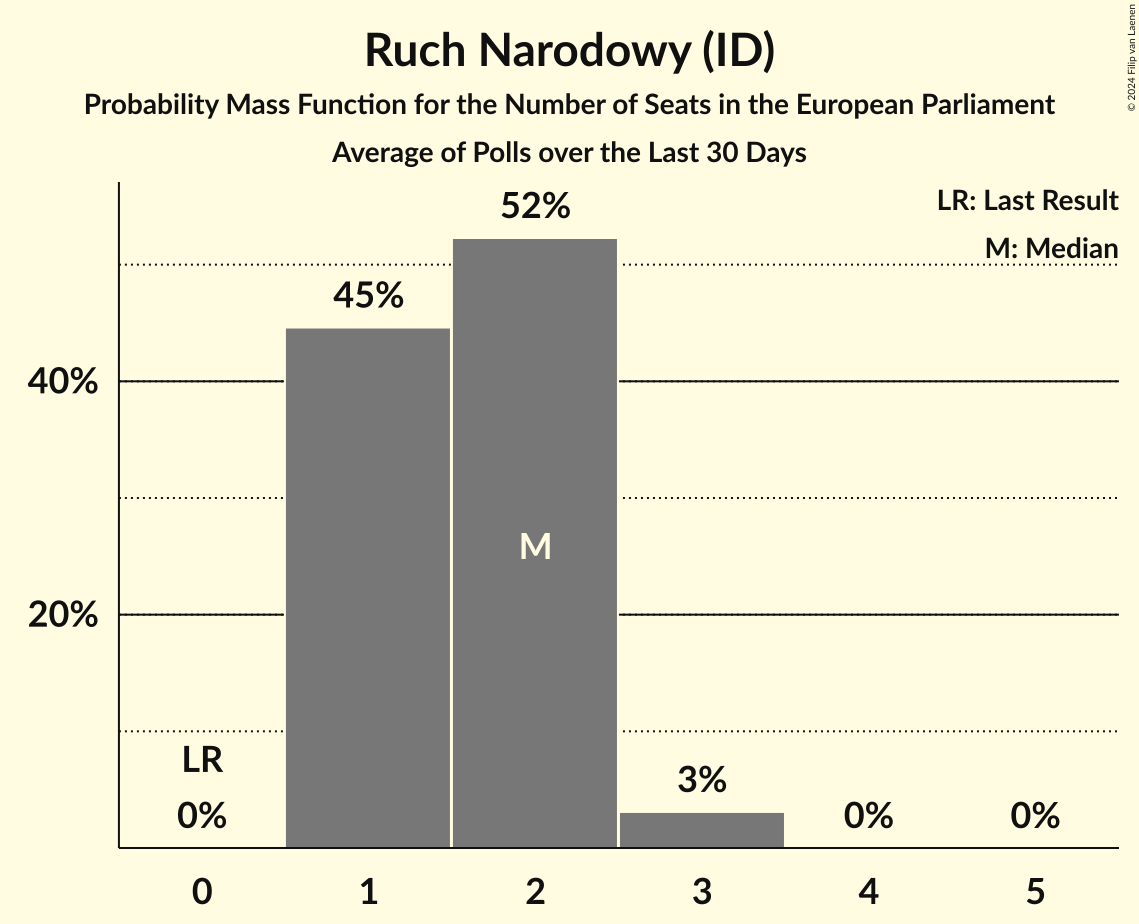 Ruch Narodowy (ID)
Probability Mass Function for the Number of Seats in the European Parliament
Average of Polls over the Last 30 Days
© 2024 Filip van Laenen
LR: Last Result
M: Median
52%
45%
40%
M
20%
LR
0%
3%
0%
0%
0
1
2
3
4
5